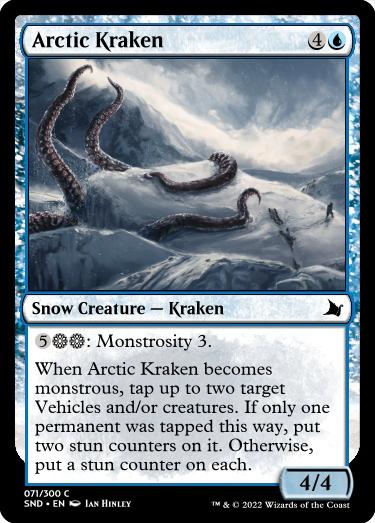 Arctic Kraken 4
Snow Creature — Kraken
5: Monstrosity 3.
When Arctic Kraken becomes
monstrous, tap up to two target
Vehicles and/or creatures. If only one
permanent was tapped this way, put
two stun counters on it. Otherwise,
put a stun counter on each.
4/4
071/300 C
SND • EN Ian Hinley
™ & © 2022 Wizards of the Coast